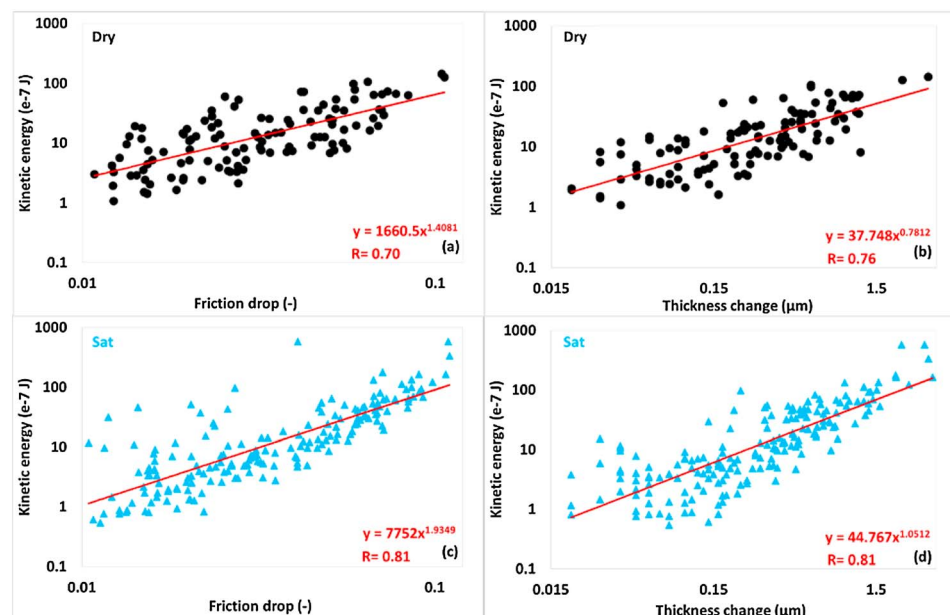 1000
100
10
1
0.1
Kinetic energy (e-7 J)
Dry
y = 1660.5x^1.4081
R= 0.70
(a)
0.01
0.1
Friction drop (-)
1000
100
10
1
0.1
Kinetic energy (e-7 J)
Dry
y = 37.748x^0.7812
R= 0.76
(b)
0.015
0.15
1.5
Thickness change (μm)
1000
100
10
1
0.1
Kinetic energy (e-7 J)
Sat
y = 7752x^1.9349
R= 0.81
(c)
0.01
0.1
Friction drop (-)
1000
100
10
1
0.1
Kinetic energy (e-7 J)
Sat
y = 44.767x^1.0512
R= 0.81
(d)
0.015
0.15
1.5
Thickness change (μm)